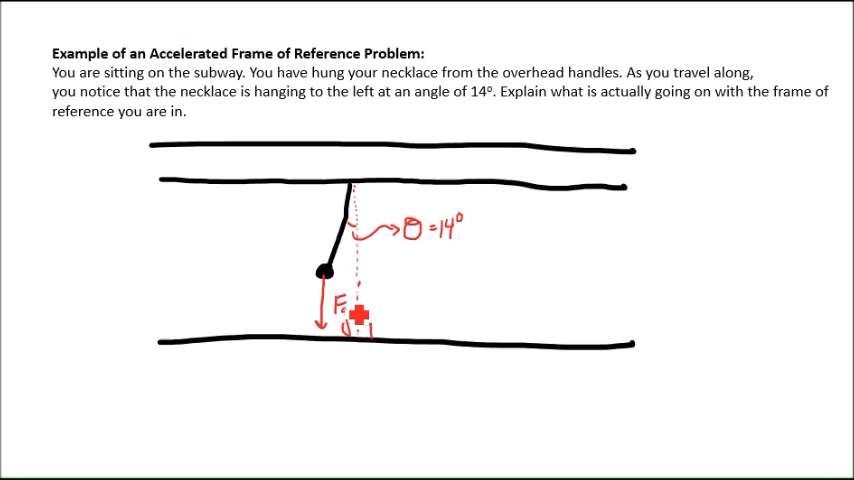 Example of an Accelerated Frame of Reference Problem:
You are sitting on the subway. You have hung your necklace from the overhead handles. As you travel along,
you notice that the necklace is hanging to the left at an angle of 14°. Explain what is actually going on with the frame of
reference you are in.
θ = 14°
Fg